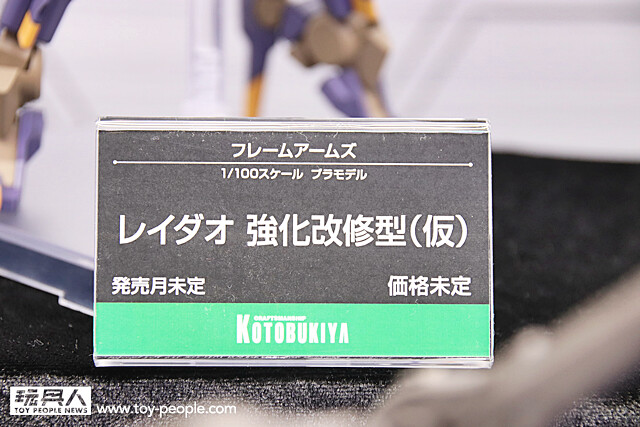 フレームアームズ
1/100スケール プラモデル
レイダオ 強化改修型(仮)
発売月未定 価格未定
CRAFTSMANSHIP
KOTOBUKIYA
玩具人
TOY PEOPLE NEWS www.toy-people.com